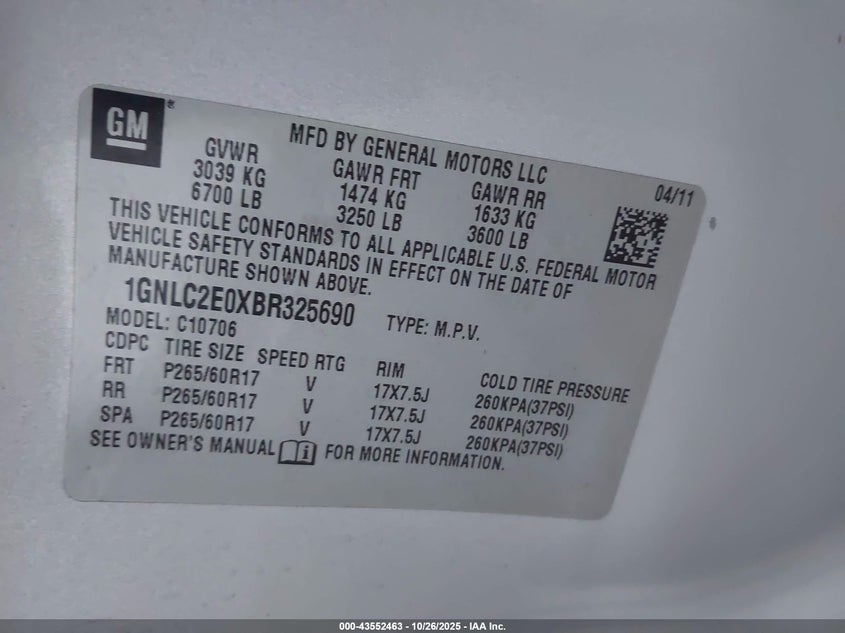 GM®
MFD BY GENERAL MOTORS LLC
04/11
GVWR GAWR FRT GAWR RR
3039 KG 1474 KG 1633 KG
6700 LB 3250 LB 3600 LB
THIS VEHICLE CONFORMS TO ALL APPLICABLE U.S. FEDERAL MOTOR
VEHICLE SAFETY STANDARDS IN EFFECT ON THE DATE OF
MANUFACTURE SHOWN ABOVE.
1GNLC2E0XBR325690 TYPE: M.P.V.
MODEL: C10706
CDPC TIRE SIZE SPEED RTG RIM COLD TIRE PRESSURE
FRT P265/60R17 V 17X7.5J 260KPA(37PSI)
RR P265/60R17 V 17X7.5J 260KPA(37PSI)
SPA P265/60R17 V 17X7.5J 260KPA(37PSI)
SEE OWNER'S MANUAL i FOR MORE INFORMATION.
000-43552463 - 10/26/2025 - IAA Inc.